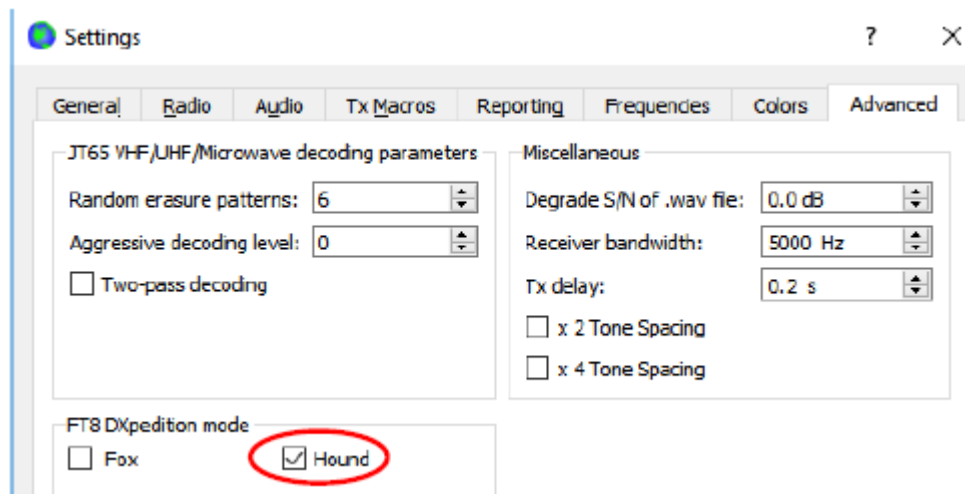 Settings ?
General Radio Audio Tx Macros Reporting Frequencies Colors Advanced
JT65 VHF/UHF/Microwave decoding parameters
Random erasure patterns: 6
Aggressive decoding level: 0
Two-pass decoding
Miscellaneous
Degrade S/N of .wav file: 0.0 dB
Receiver bandwidth: 5000 Hz
Tx delay: 0.2 s
x 2 Tone Spacing
x 4 Tone Spacing
FT8 DXpedition mode
Fox Hound